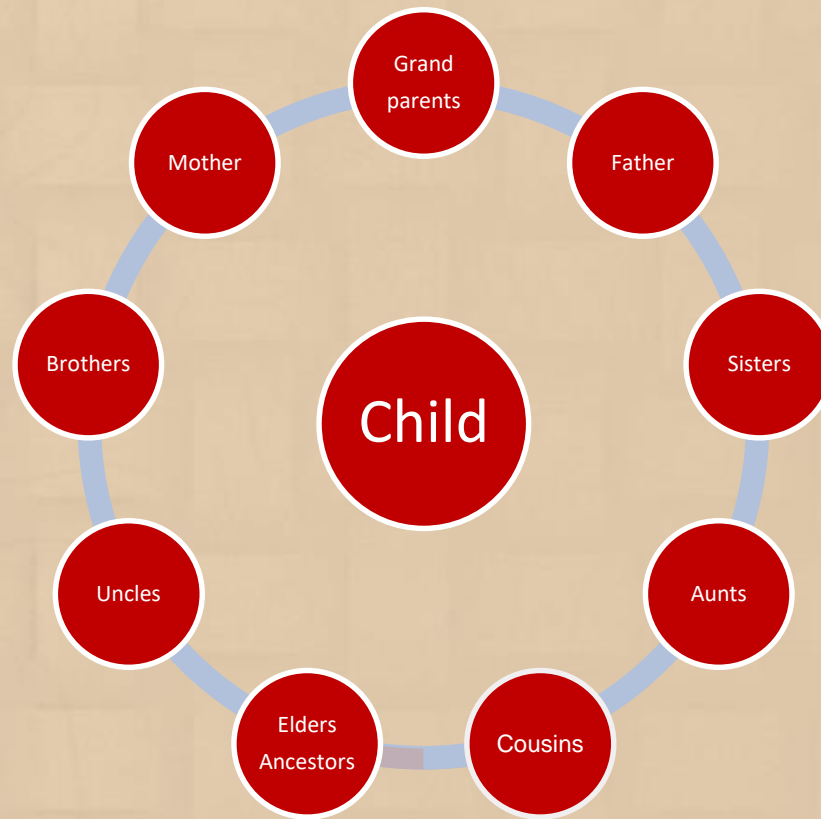 Grand
parents
Mother
Father
Brothers
Child
Sisters
Uncles
Aunts
Elders
Ancestors
Cousins